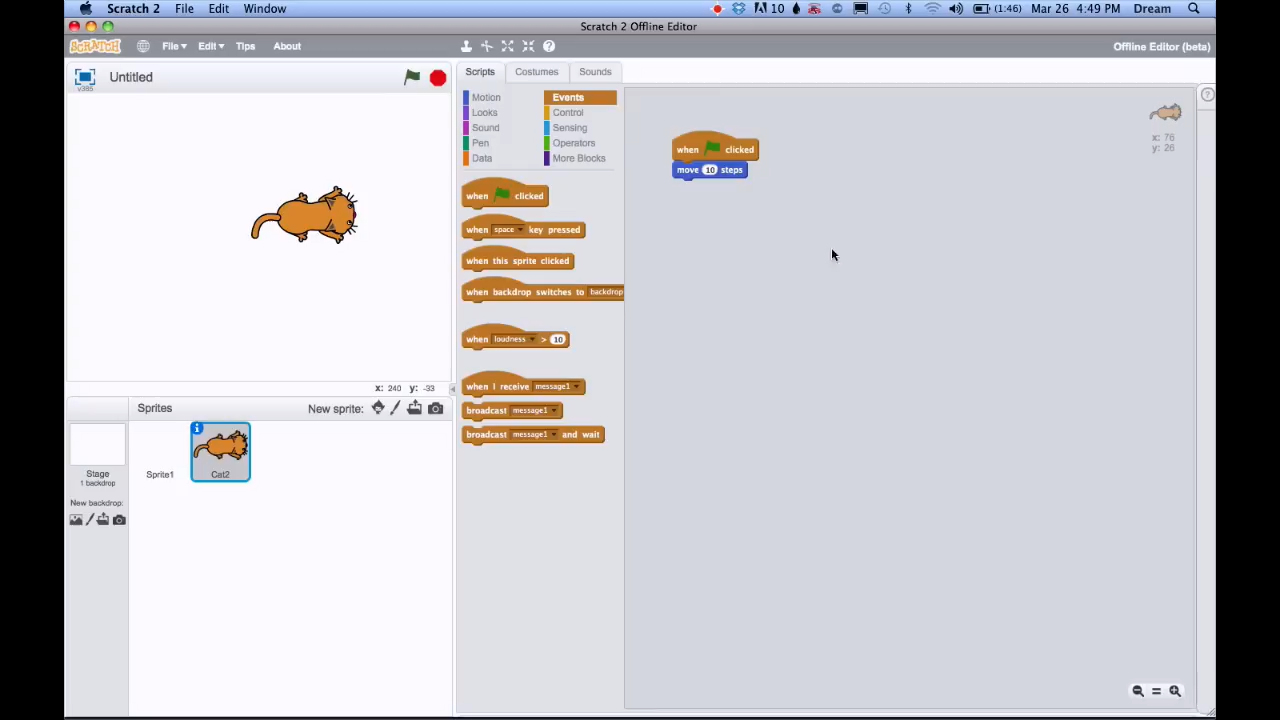 Scratch 2 File Edit Window 10 (1:46) Mar 26 4:49 PM Dream
Scratch 2 Offline Editor
SCRATCH File Edit Tips About Offline Editor (beta)
Scripts Costumes Sounds
Untitled
v385
Motion Events
Looks Control
Sound Sensing
Pen Operators
Data More Blocks
when clicked
when space key pressed
when this sprite clicked
when backdrop switches to backdrop
when loudness > 10
when I receive message1
broadcast message1
broadcast message1 and wait
when clicked
move 10 steps
x: 76
y: 26
x: 240 y: -33
Sprites New sprite:
Stage
1 backdrop
New backdrop:
Sprite1
Cat2